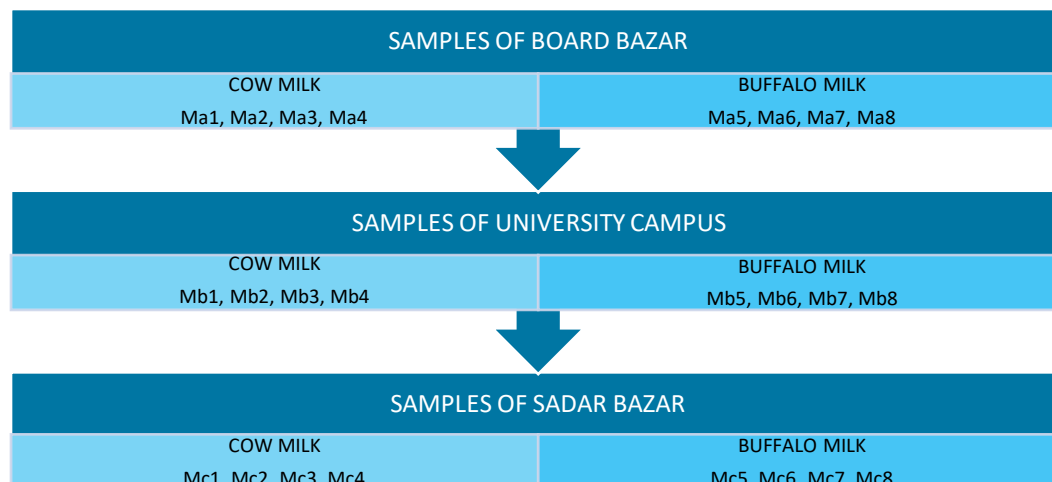 SAMPLES OF BOARD BAZAR
COW MILK
Ma1, Ma2, Ma3, Ma4
BUFFALO MILK
Ma5, Ma6, Ma7, Ma8
SAMPLES OF UNIVERSITY CAMPUS
COW MILK
Mb1, Mb2, Mb3, Mb4
BUFFALO MILK
Mb5, Mb6, Mb7, Mb8
SAMPLES OF SADAR BAZAR
COW MILK
Mc1, Mc2, Mc3, Mc4
BUFFALO MILK
Mc5, Mc6, Mc7, Mc8